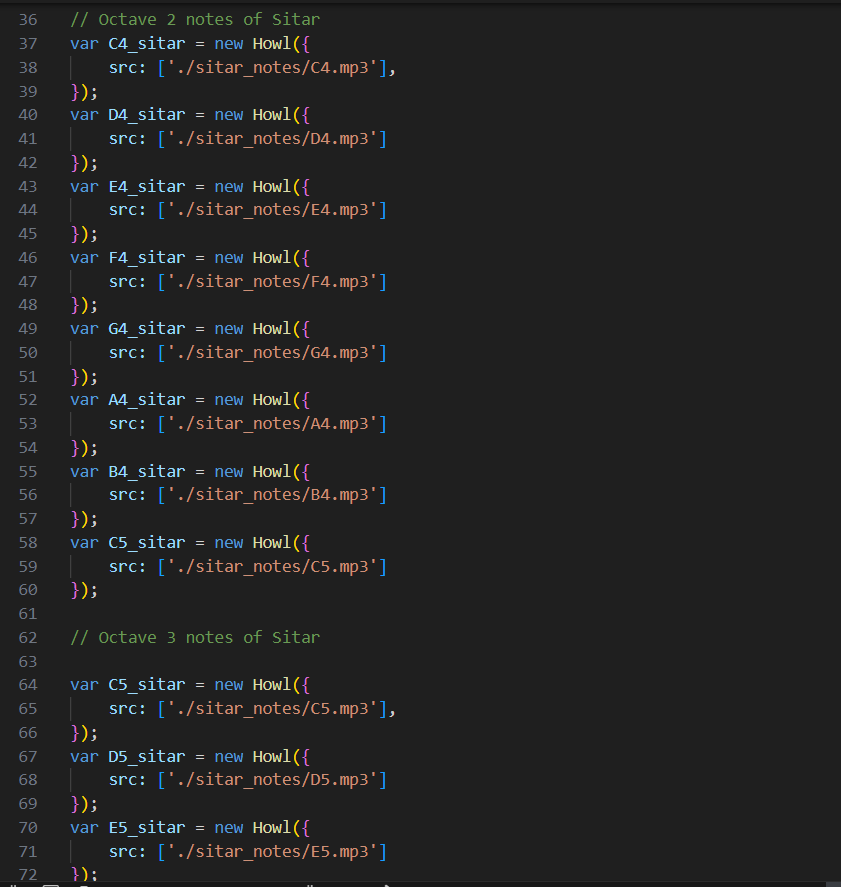 36 // Octave 2 notes of Sitar
37 var C4_sitar = new Howl({
38 src: ['./sitar_notes/C4.mp3'],
39 });
40 var D4_sitar = new Howl({
41 src: ['./sitar_notes/D4.mp3']
42 });
43 var E4_sitar = new Howl({
44 src: ['./sitar_notes/E4.mp3']
45 });
46 var F4_sitar = new Howl({
47 src: ['./sitar_notes/F4.mp3']
48 });
49 var G4_sitar = new Howl({
50 src: ['./sitar_notes/G4.mp3']
51 });
52 var A4_sitar = new Howl({
53 src: ['./sitar_notes/A4.mp3']
54 });
55 var B4_sitar = new Howl({
56 src: ['./sitar_notes/B4.mp3']
57 });
58 var C5_sitar = new Howl({
59 src: ['./sitar_notes/C5.mp3']
60 });
61
62 // Octave 3 notes of Sitar
63
64 var C5_sitar = new Howl({
65 src: ['./sitar_notes/C5.mp3'],
66 });
67 var D5_sitar = new Howl({
68 src: ['./sitar_notes/D5.mp3']
69 });
70 var E5_sitar = new Howl({
71 src: ['./sitar_notes/E5.mp3']
72 });